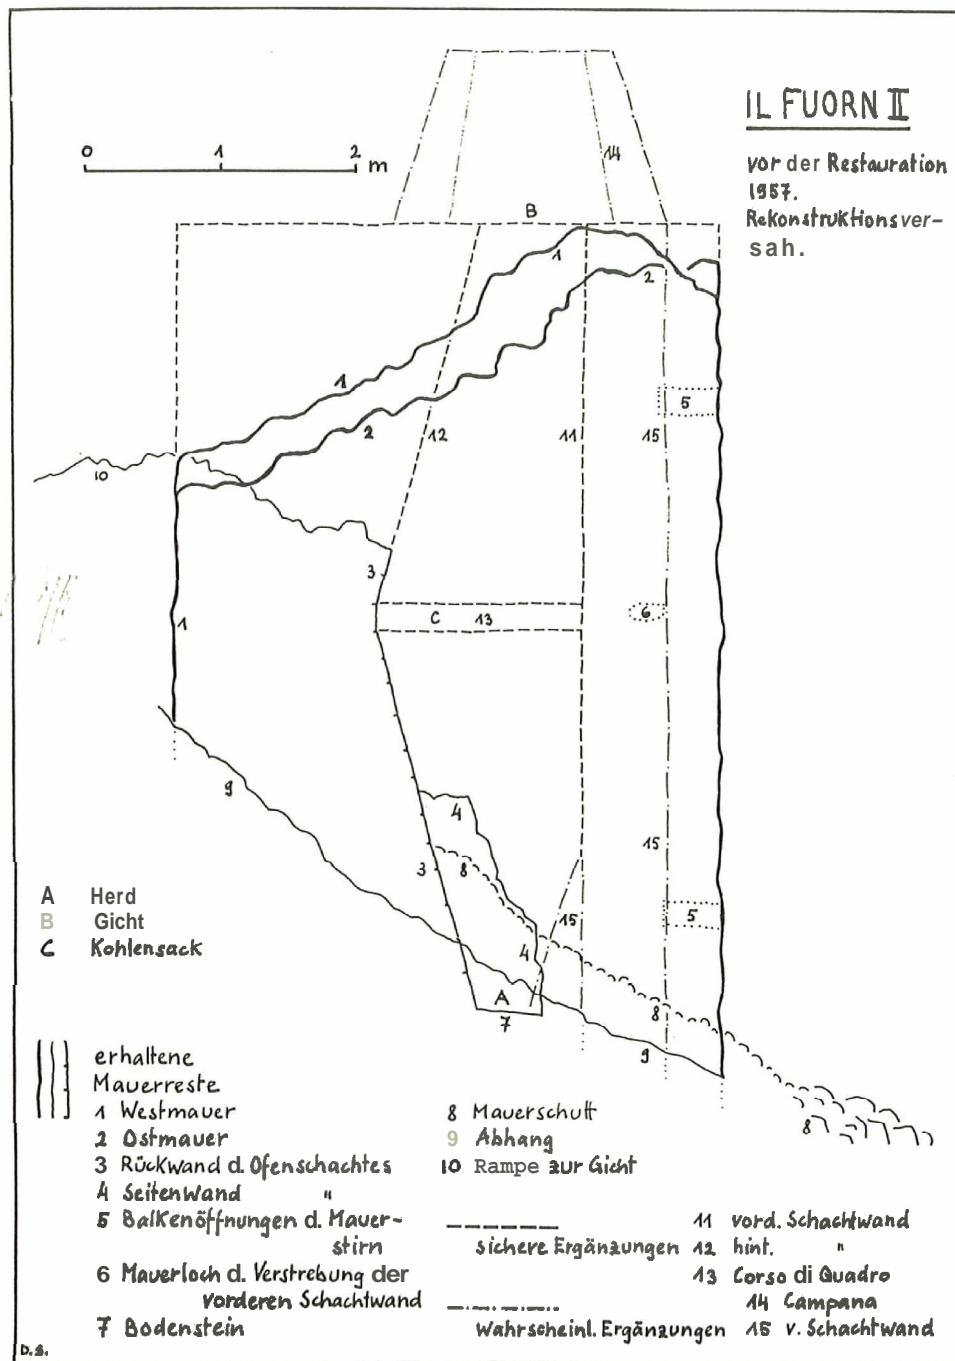 IL FUORN II
vor der Restauration
1957.
Rekonstruktionsver-
sah.
0 1 2 m
14
B
1
2
1
5
2
12
11
15
10
3
C 13
6
1
4
9
15
3
8
5
15
4
A
7
8
9
8
A Herd
B Gicht
C Kohlensack
erhaltene
Mauerreste
1 Westmauer
2 Ostmauer
3 Rückwand d. Ofenschachtes
4 Seitenwand "
5 Balkenöffnungen d. Mauer-
stirn
6 Mauerloch d. Verstrebung der
vorderen Schachtwand
7 Bodenstein
8 Mauerschutt
9 Abhang
10 Rampe zur Gicht
sichere Ergänzungen
Wahrscheinl. Ergänzungen
11 vord. Schachtwand
12 hint. "
13 Corso di Quadro
14 Campana
15 v. Schachtwand
D.S.